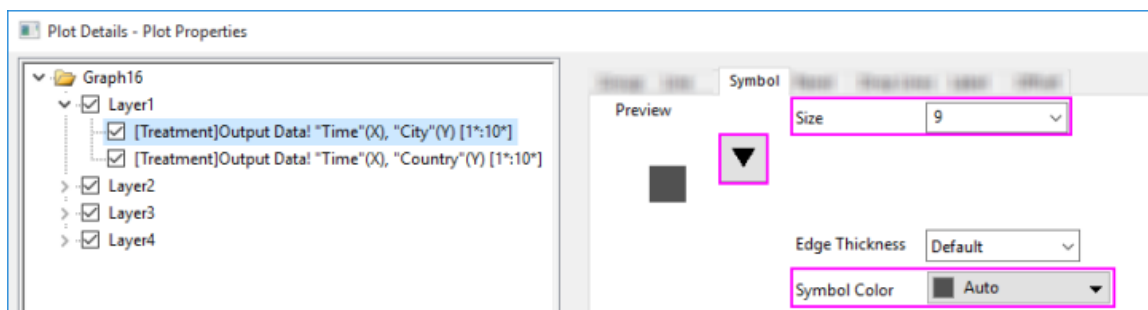 Plot Details - Plot Properties
Graph16
Layer1
[Treatment]Output Data! "Time"(X), "City"(Y) [1*:10*]
[Treatment]Output Data! "Time"(X), "Country"(Y) [1*:10*]
Layer2
Layer3
Layer4
Symbol
Preview
Size 9
Edge Thickness Default
Symbol Color Auto